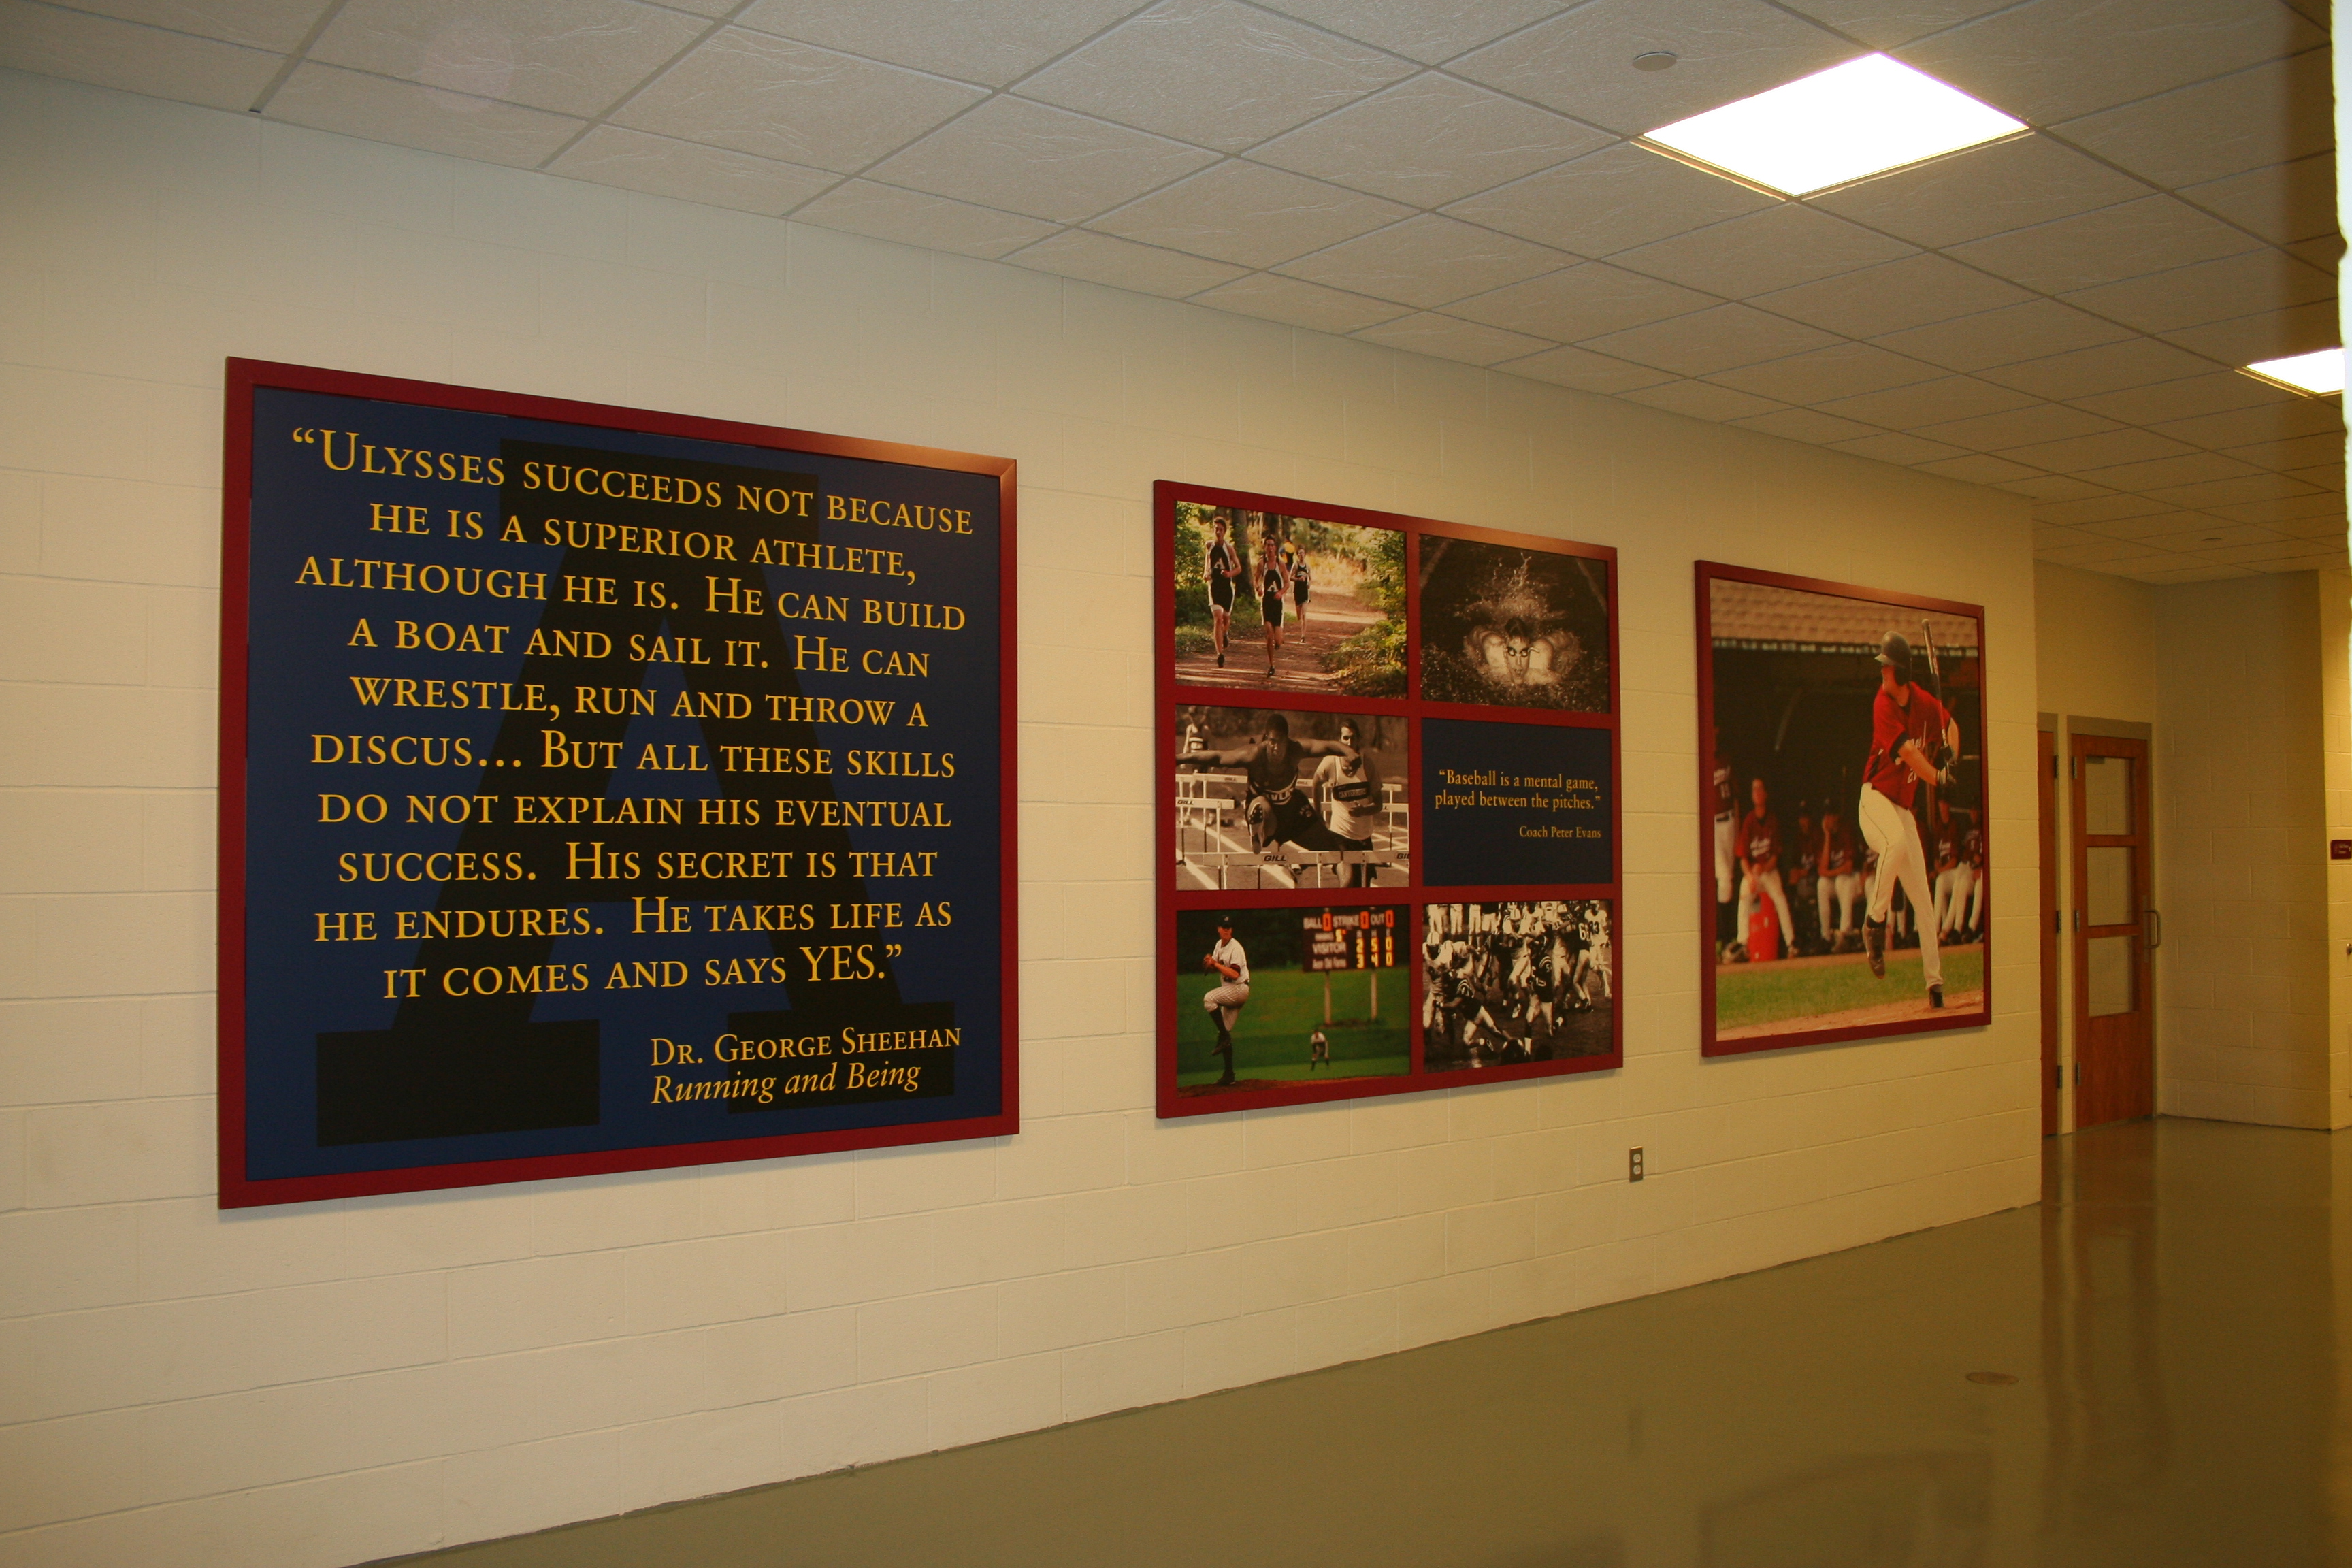 “Ulysses succeeds not because
he is a superior athlete,
although he is. He can build
a boat and sail it. He can
wrestle, run and throw a
discus... But all these skills
do not explain his eventual
success. His secret is that
he endures. He takes life as
it comes and says YES.”
Dr. George Sheehan
Running and Being
A
A
A
GILL
GILL
“Baseball is a mental game,
played between the pitches.”
Coach Peter Evans
BALL STRIKE OUT
VISITOR